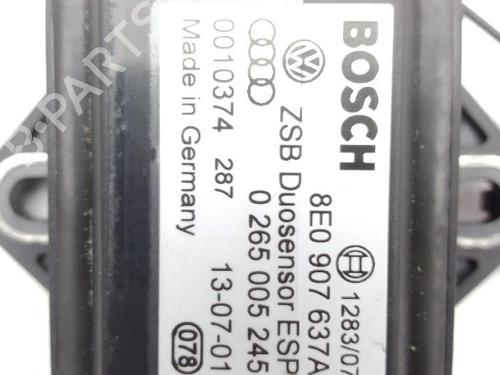 BOSCH
1283/07
8E0 907 637A
ZSB Duosensor ESP
0 265 005 245
0010374 287
13-07-01
Made in Germany
078
B-PARTS